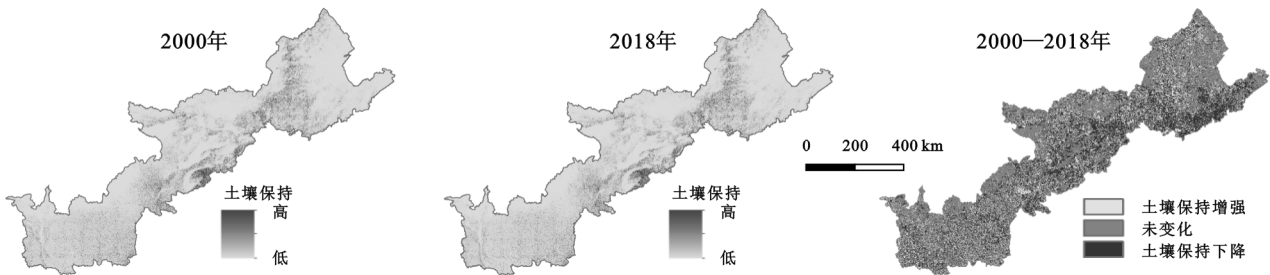 2000年
2018年
2000—2018年
0 200 400 km
土壤保持
高
低
土壤保持
高
低
土壤保持增强
未变化
土壤保持下降